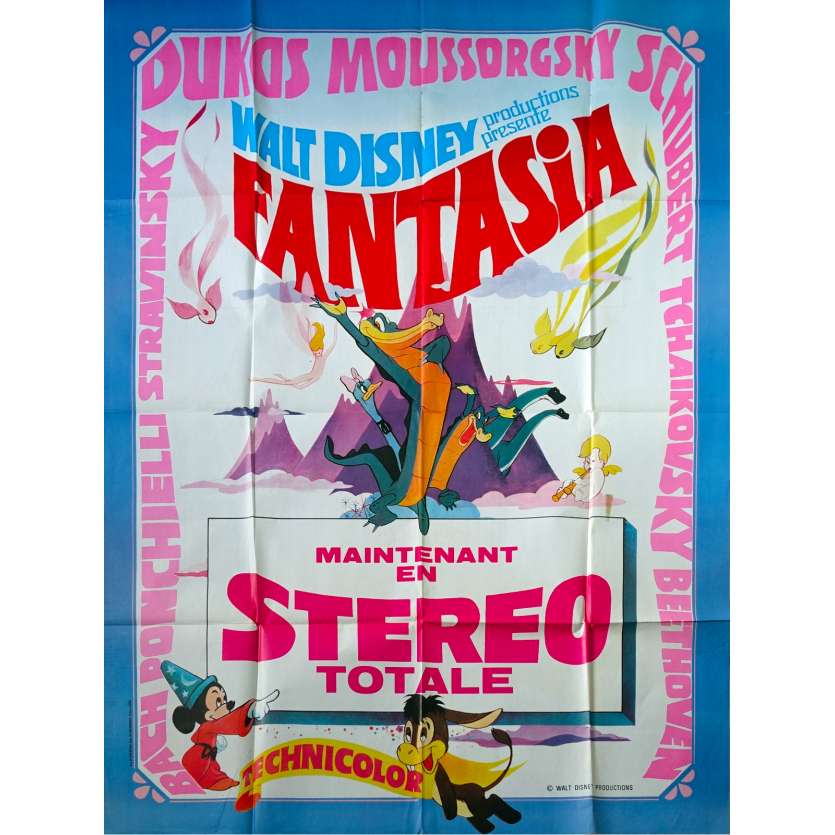 BACH PONCHIELLI STRAVINSKY
DUKAS MOUSSORGSKY
SCHUBERT TCHAIKOVSKY BEETHOVEN
WALT DISNEY
productions
presente
FANTASIA
MAINTENANT
EN
STEREO
TOTALE
TECHNICOLOR
© WALT DISNEY PRODUCTIONS